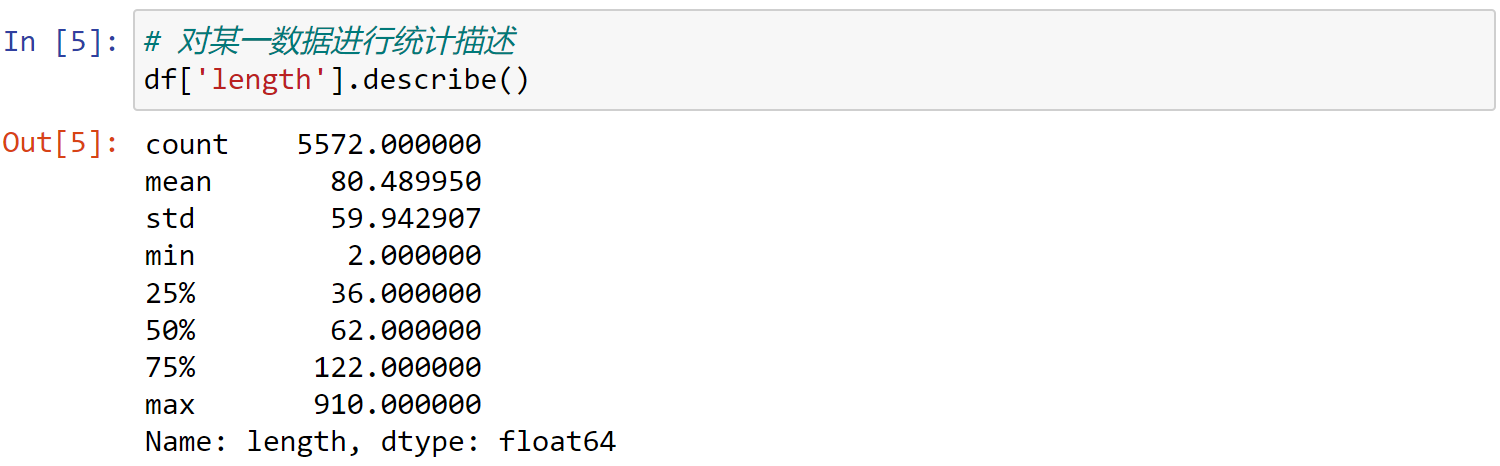 In [5]: # 对某一数据进行统计描述
df['length'].describe()
Out[5]: count    5572.000000
mean       80.489950
std        59.942907
min         2.000000
25%        36.000000
50%        62.000000
75%       122.000000
max       910.000000
Name: length, dtype: float64